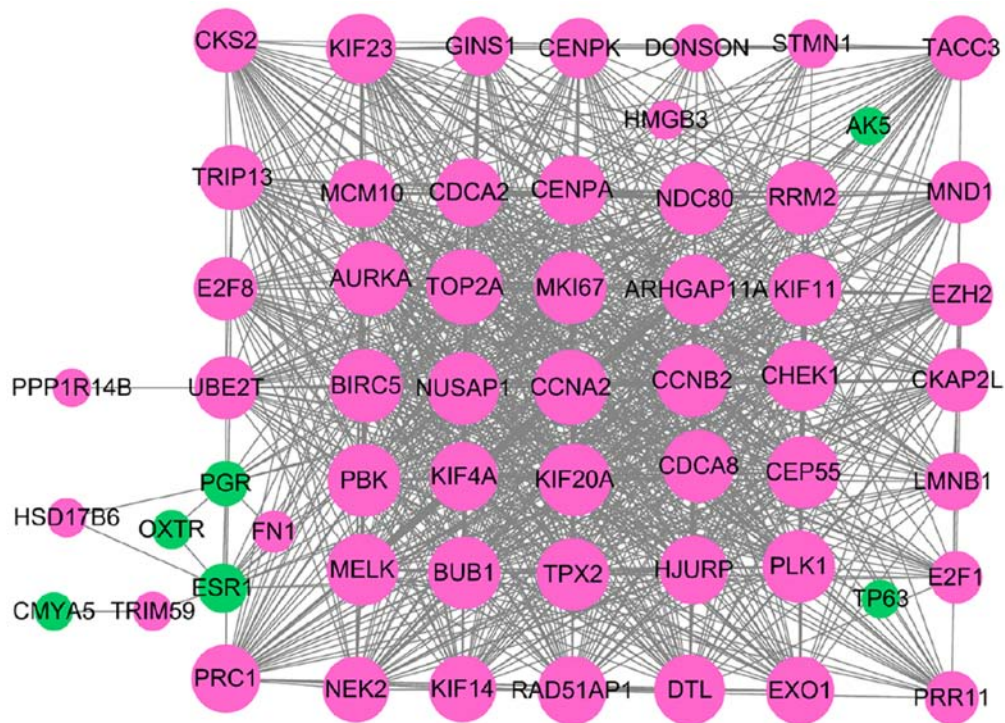 CKS2
KIF23
GINS1
CENPK
DONSON
STMN1
TACC3
HMGB3
AK5
TRIP13
MCM10
CDCA2
CENPA
NDC80
RRM2
MND1
E2F8
AURKA
TOP2A
MKI67
ARHGAP11A
KIF11
EZH2
PPP1R14B
UBE2T
BIRC5
NUSAP1
CCNA2
CCNB2
CHEK1
CKAP2L
PGR
PBK
KIF4A
KIF20A
CDCA8
CEP55
LMNB1
HSD17B6
OXTR
FN1
ESR1
MELK
BUB1
TPX2
HJURP
PLK1
E2F1
CMYA5
TRIM59
TP63
PRC1
NEK2
KIF14
RAD51AP1
DTL
EXO1
PRR11